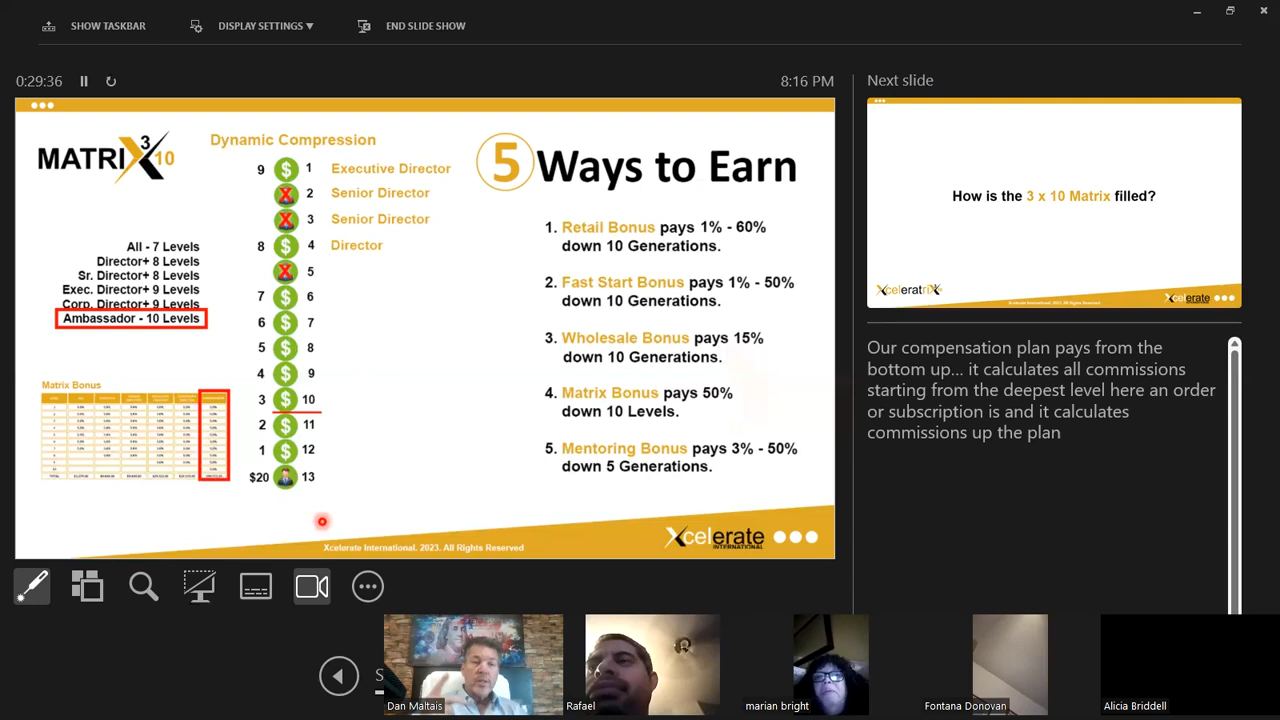 SHOW TASKBAR
DISPLAY SETTINGS ▼
END SLIDE SHOW
0:29:36
8:16 PM
Next slide
MATRIX 3 10
Dynamic Compression
9 $ 1 Executive Director
X 2 Senior Director
X 3 Senior Director
8 $ 4 Director
X 5
7 $ 6
6 $ 7
5 $ 8
4 $ 9
3 $ 10
2 $ 11
1 $ 12
$20 13
All - 7 Levels
Director+ 8 Levels
Sr. Director+ 8 Levels
Exec. Director+ 9 Levels
Corp. Director+ 9 Levels
Ambassador - 10 Levels
Matrix Bonus
5 Ways to Earn
1. Retail Bonus pays 1% - 60%
down 10 Generations.
2. Fast Start Bonus pays 1% - 50%
down 10 Generations.
3. Wholesale Bonus pays 15%
down 10 Generations.
4. Matrix Bonus pays 50%
down 10 Levels.
5. Mentoring Bonus pays 3% - 50%
down 5 Generations.
Xcelerate International. 2023. All Rights Reserved
Xcelerate
INTERNATIONAL
How is the 3 x 10 Matrix filled?
XceleratriX
Xcelerate International. 2023. All Rights Reserved
Xcelerate
Our compensation plan pays from the
bottom up... it calculates all commissions
starting from the deepest level here an order
or subscription is and it calculates
commissions up the plan
S
Dan Maltais
Rafael
marian bright
Fontana Donovan
Alicia Briddell